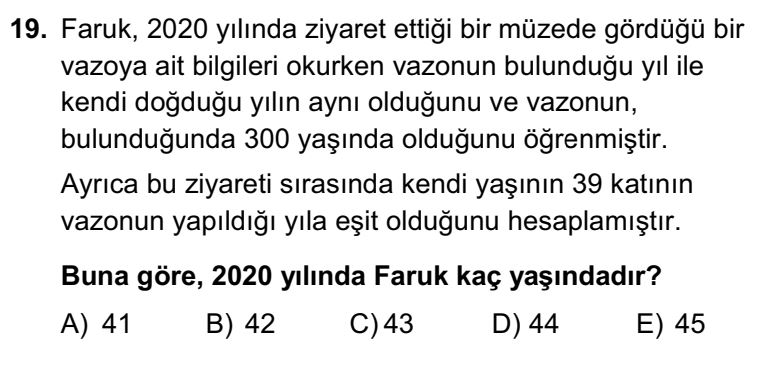 19. Faruk, 2020 yılında ziyaret ettiği bir müzede gördüğü bir
vazoya ait bilgileri okurken vazonun bulunduğu yıl ile
kendi doğduğu yılın aynı olduğunu ve vazonun,
bulunduğunda 300 yaşında olduğunu öğrenmiştir.
Ayrıca bu ziyareti sırasında kendi yaşının 39 katının
vazonun yapıldığı yıla eşit olduğunu hesaplamıştır.
Buna göre, 2020 yılında Faruk kaç yaşındadır?
A) 41 B) 42 C) 43 D) 44 E) 45